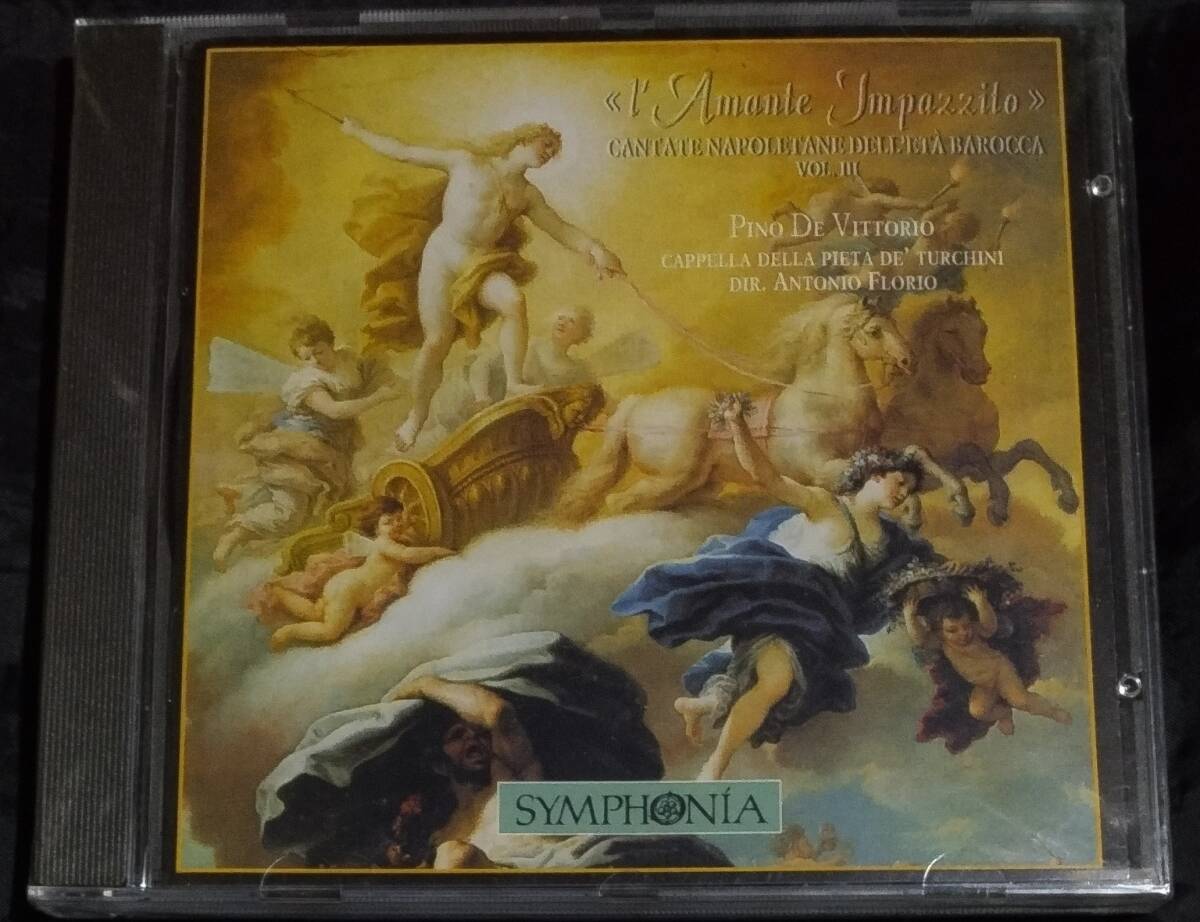 « l'Amante Impazzito »
CANTATE NAPOLETANE DELL'ETÀ BAROCCA
VOL. III
PINO DE VITTORIO
CAPPELLA DELLA PIETÀ DE' TURCHINI
DIR. ANTONIO FLORIO
SYMPHONÍA